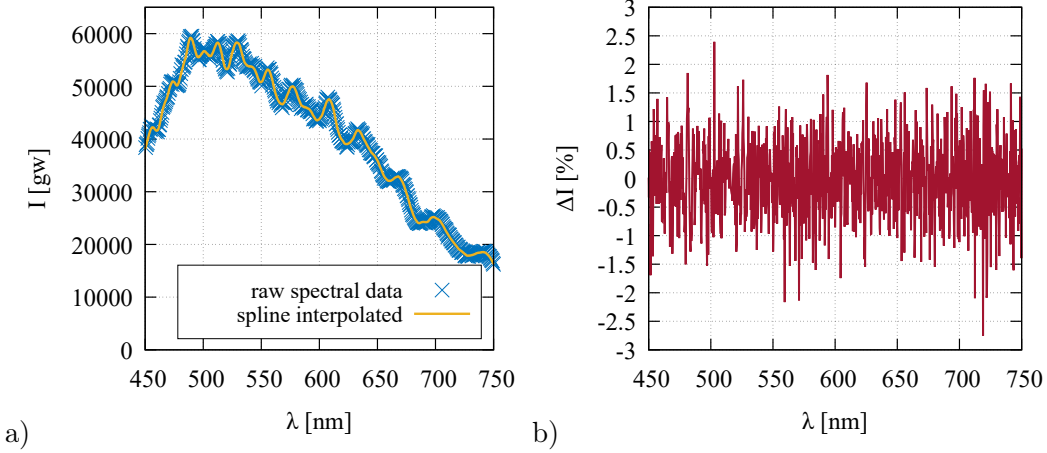 60000
50000
40000
30000
20000
10000
0
I [gw]
raw spectral data
spline interpolated
450 500 550 600 650 700 750
λ [nm]
a)
3
2.5
2
1.5
1
0.5
0
-0.5
-1
-1.5
-2
-2.5
-3
ΔI [%]
450 500 550 600 650 700 750
λ [nm]
b)